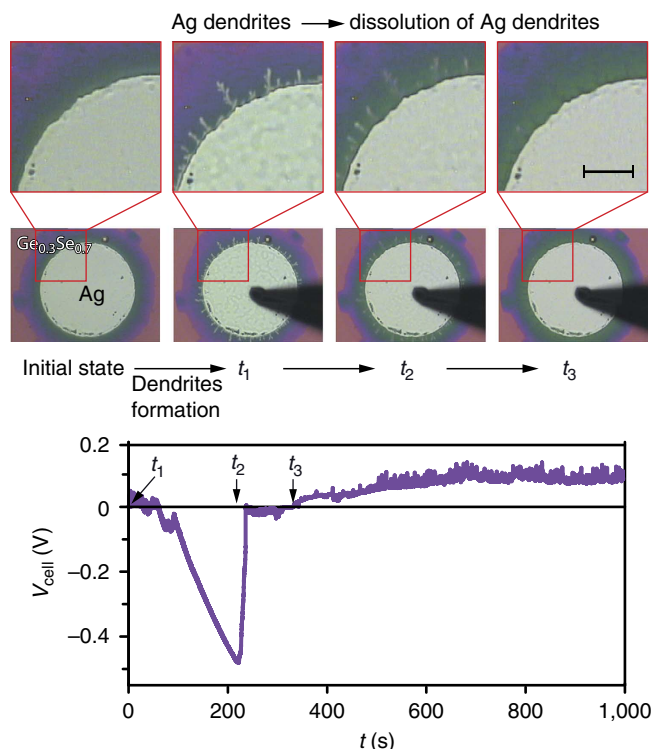 Ag dendrites → dissolution of Ag dendrites
Ge0.3Se0.7
Ag
Initial state → t1 → t2 → t3
Dendrites
formation
0.2
0
−0.2
−0.4
Vcell (V)
t1
t2
t3
0 200 400 600 800 1,000
t (s)